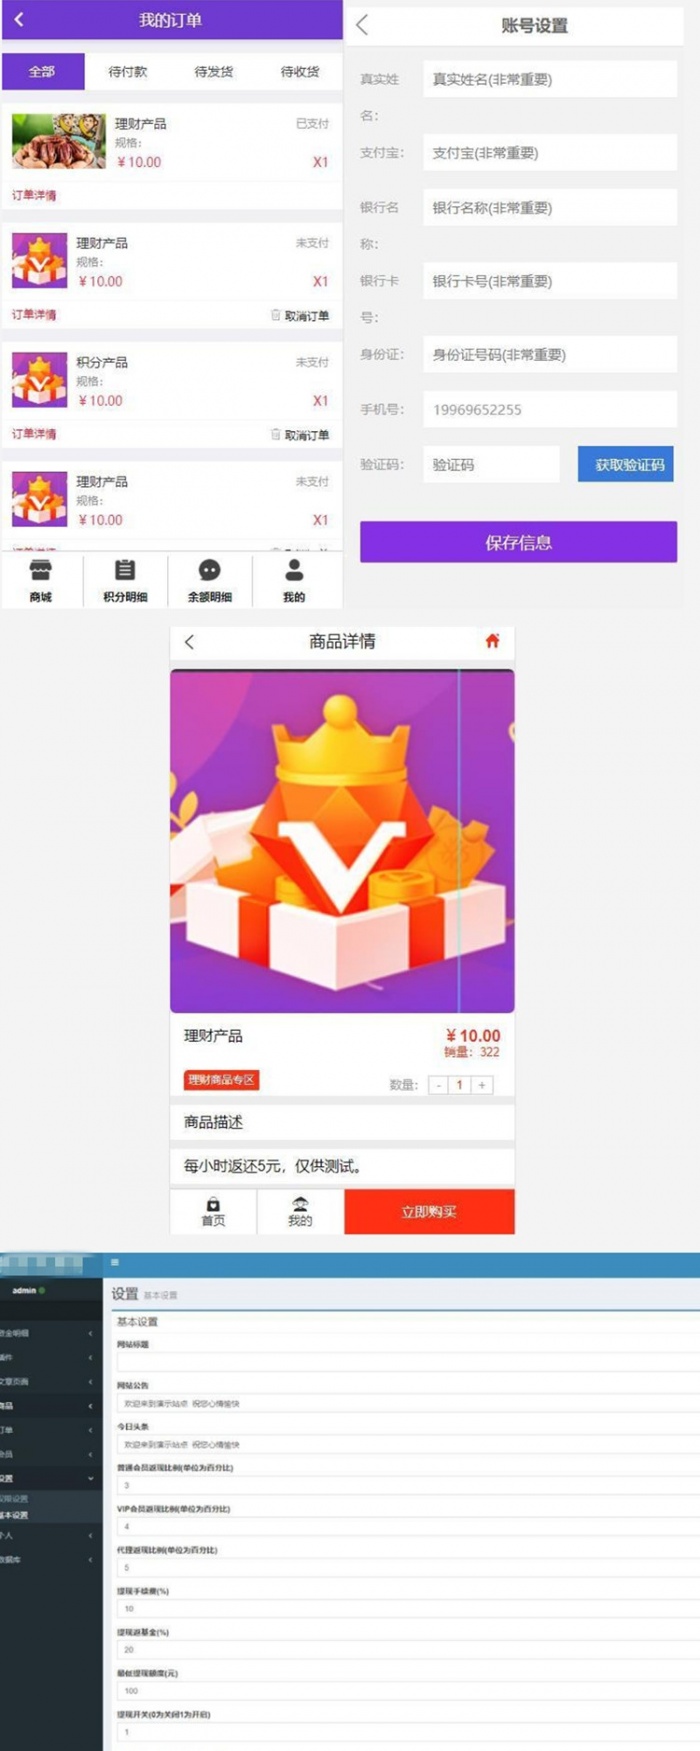 我的订单
全部 待付款 待发货 待收货
理财产品 已支付
规格:
¥10.00 X1
订单详情
理财产品 未支付
规格:
¥10.00 X1
订单详情 取消订单
积分产品 未支付
规格:
¥10.00 X1
订单详情 取消订单
理财产品 未支付
规格:
¥10.00 X1
商城 积分明细 余额明细 我的
账号设置
真实姓名: 真实姓名(非常重要)
支付宝: 支付宝(非常重要)
银行名称: 银行名称(非常重要)
银行卡号: 银行卡号(非常重要)
身份证: 身份证号码(非常重要)
手机号: 19969652255
验证码: 验证码 获取验证码
保存信息
商品详情
理财产品 ¥10.00
销量: 322
理财商品专区 数量: - 1 +
商品描述
每小时返还5元，仅供测试。
首页 我的 立即购买
admin
资金明细
插件
文章页面
商品
订单
会员
设置
权限设置
基本设置
个人
数据库
设置 基本设置
基本设置
网站标题
网站公告
欢迎来到演示站点 祝您心情愉快
今日头条
欢迎来到演示站点 祝您心情愉快
普通会员返现比例(单位为百分比)
3
VIP会员返现比例(单位为百分比)
4
代理返现比例(单位为百分比)
5
提现手续费(%)
10
提现返基金(%)
20
最低提现额度(元)
100
提现开关(0为关闭1为开启)
1